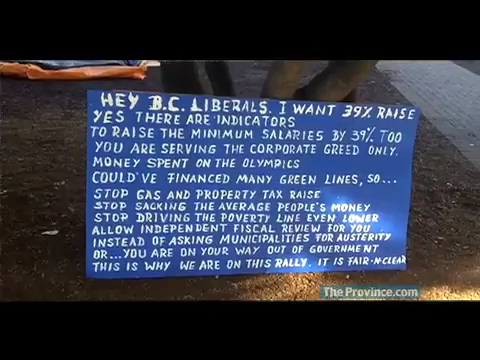 HEY B.C. LIBERALS. I WANT 39% RAISE
YES THERE ARE INDICATORS
TO RAISE THE MINIMUM SALARIES BY 39% TOO
YOU ARE SERVING THE CORPORATE GREED ONLY.
MONEY SPENT ON THE OLYMPICS
COULD'VE FINANCED MANY GREEN LINES, SO...
STOP GAS AND PROPERTY TAX RAISE
STOP SACKING THE AVERAGE PEOPLE'S MONEY
STOP DRIVING THE POVERTY LINE EVEN LOWER
ALLOW INDEPENDENT FISCAL REVIEW FOR YOU
INSTEAD OF ASKING MUNICIPALITIES FOR AUSTERITY
OR...YOU ARE ON YOUR WAY OUT OF GOVERNMENT
THIS IS WHY WE ARE ON THIS RALLY. IT IS FAIR-N-CLEAR
The Province.com